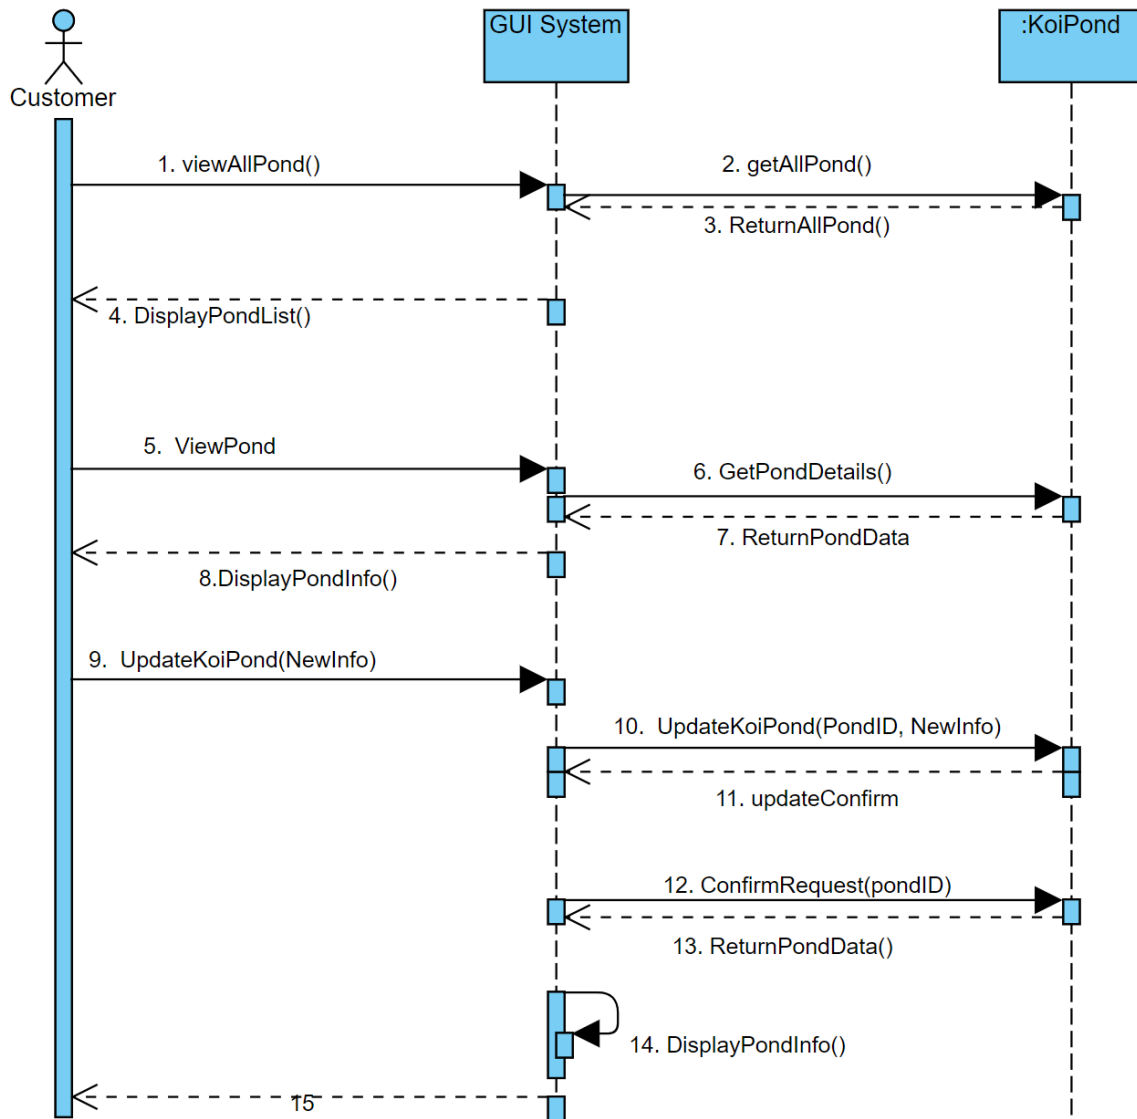 GUI System
:KoiPond
Customer
1. viewAllPond()
2. getAllPond()
3. ReturnAllPond()
4. DisplayPondList()
5.  ViewPond
6. GetPondDetails()
7. ReturnPondData
8.DisplayPondInfo()
9.  UpdateKoiPond(NewInfo)
10.  UpdateKoiPond(PondID, NewInfo)
11. updateConfirm
12. ConfirmRequest(pondID)
13. ReturnPondData()
14. DisplayPondInfo()
15